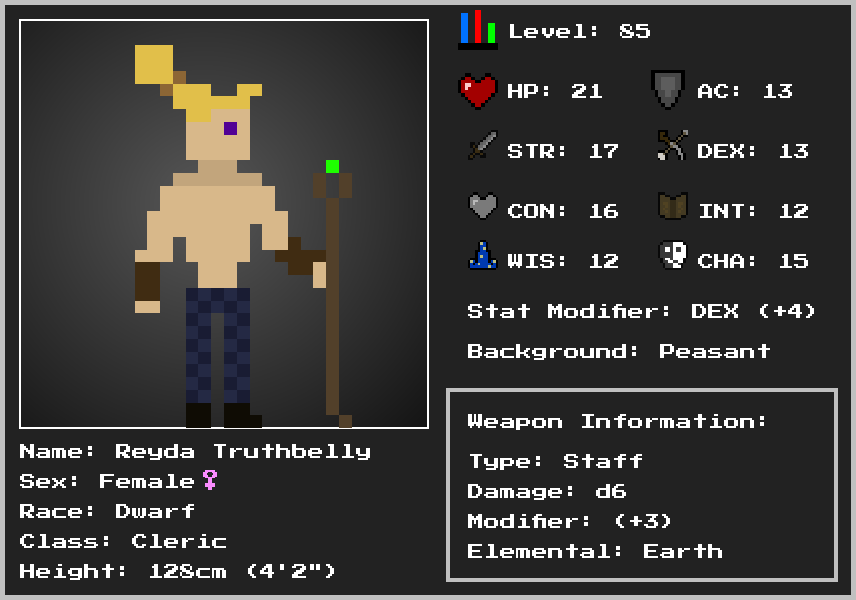 Level: 85
HP: 21 AC: 13
STR: 17 DEX: 13
CON: 16 INT: 12
WIS: 12 CHA: 15
Stat Modifier: DEX (+4)
Background: Peasant
Weapon Information:
Type: Staff
Damage: d6
Modifier: (+3)
Elemental: Earth
Name: Reyda Truthbelly
Sex: Female♀
Race: Dwarf
Class: Cleric
Height: 128cm (4'2")